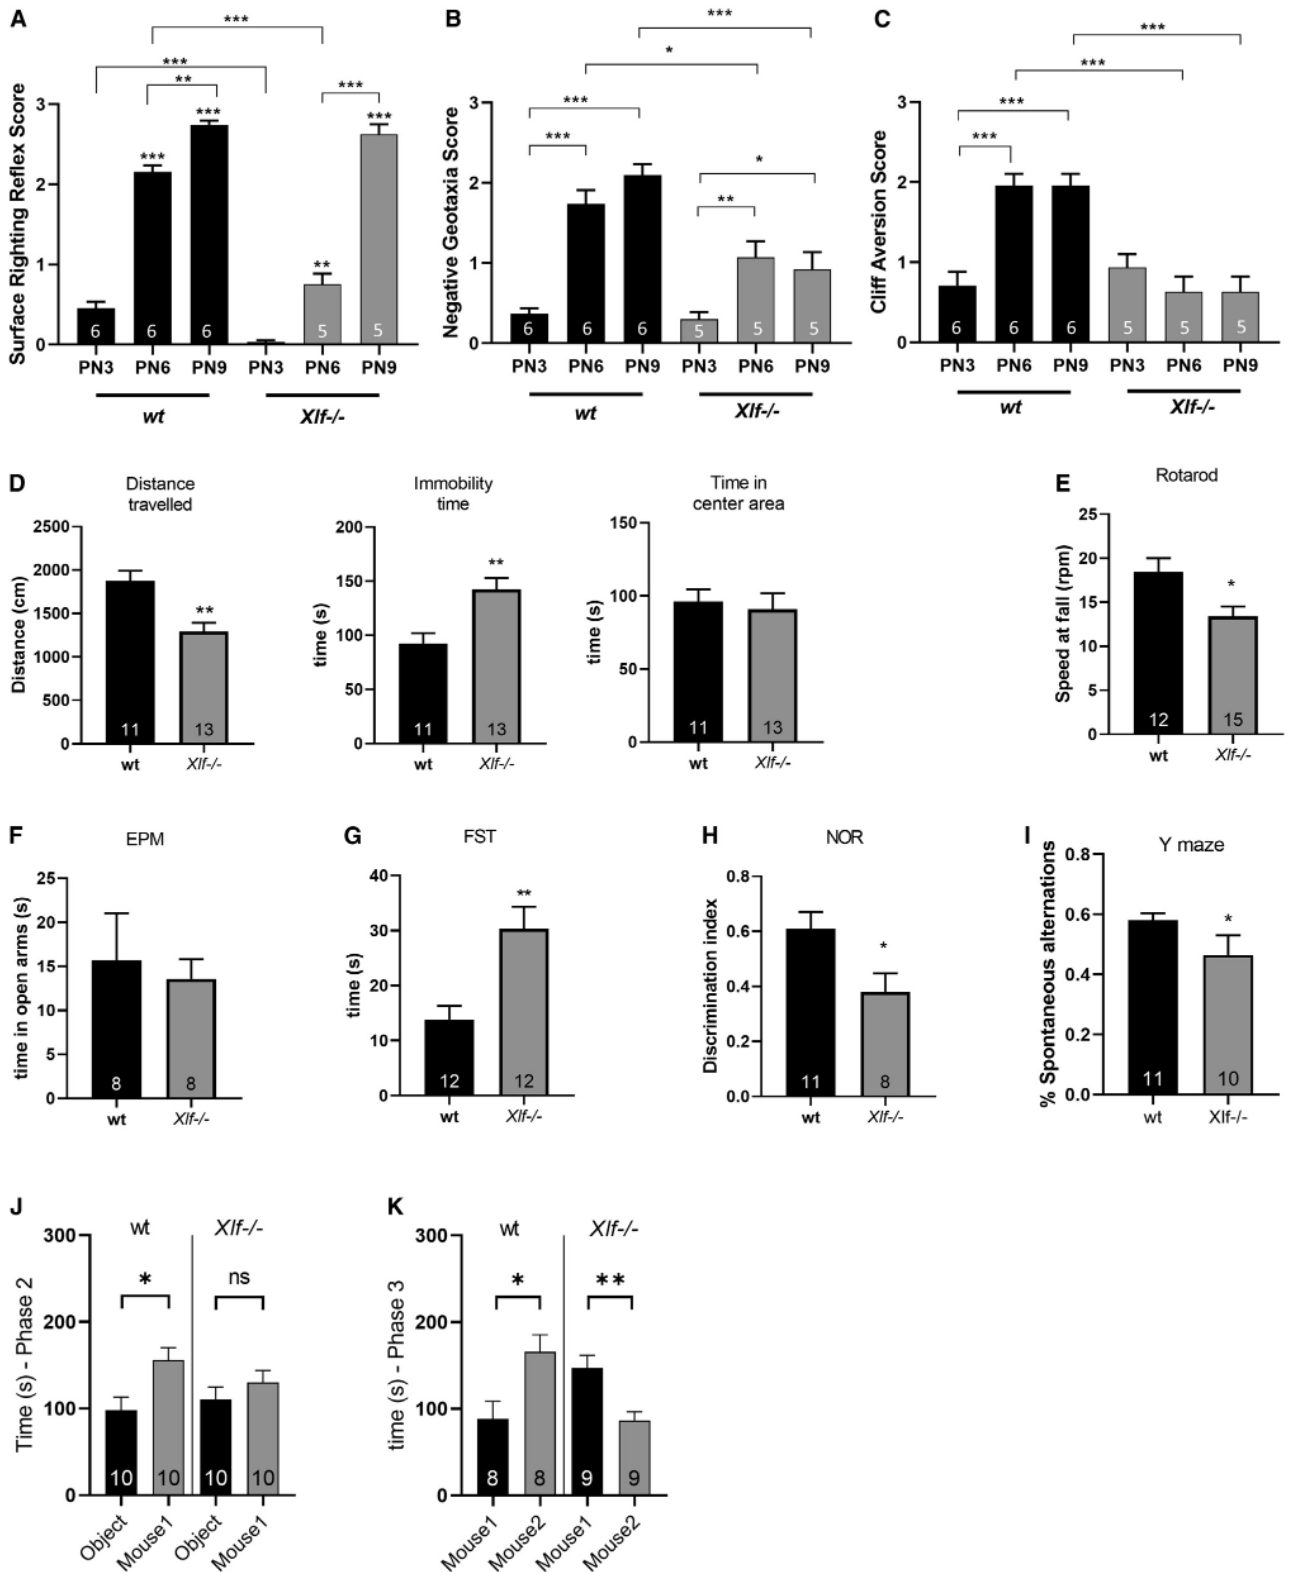 A
***
***
**
***
***
***
***
**
Surface Righting Reflex Score
3
2
1
0
6
6
6
5
5
PN3 PN6 PN9 PN3 PN6 PN9
wt
Xlf-/-
B
***
*
***
***
*
**
Negative Geotaxia Score
3
2
1
0
6
6
6
5
5
5
PN3 PN6 PN9 PN3 PN6 PN9
wt
Xlf-/-
C
***
***
***
***
Cliff Aversion Score
3
2
1
0
6
6
6
5
5
5
PN3 PN6 PN9 PN3 PN6 PN9
wt
Xlf-/-
D
Distance
travelled
Distance (cm)
2500
2000
1500
1000
500
0
**
11
13
wt
Xlf-/-
Immobility
time
time (s)
200
150
100
50
0
**
11
13
wt
Xlf-/-
Time in
center area
time (s)
150
100
50
0
11
13
wt
Xlf-/-
E
Rotarod
Speed at fall (rpm)
25
20
15
10
5
0
*
12
15
wt
Xlf-/-
F
EPM
time in open arms (s)
25
20
15
10
5
0
8
8
wt
Xlf-/-
G
FST
time (s)
40
30
20
10
0
**
12
12
wt
Xlf-/-
H
NOR
Discrimination index
0.8
0.6
0.4
0.2
0.0
*
11
8
wt
Xlf-/-
I
Y maze
% Spontaneous alternations
0.8
0.6
0.4
0.2
0.0
*
11
10
wt
Xlf-/-
J
wt
Xlf-/-
Time (s) - Phase 2
300
200
100
0
*
ns
10
10
10
10
Object
Mouse1
Object
Mouse1
K
wt
Xlf-/-
time (s) - Phase 3
300
200
100
0
*
**
8
8
9
9
Mouse1
Mouse2
Mouse1
Mouse2